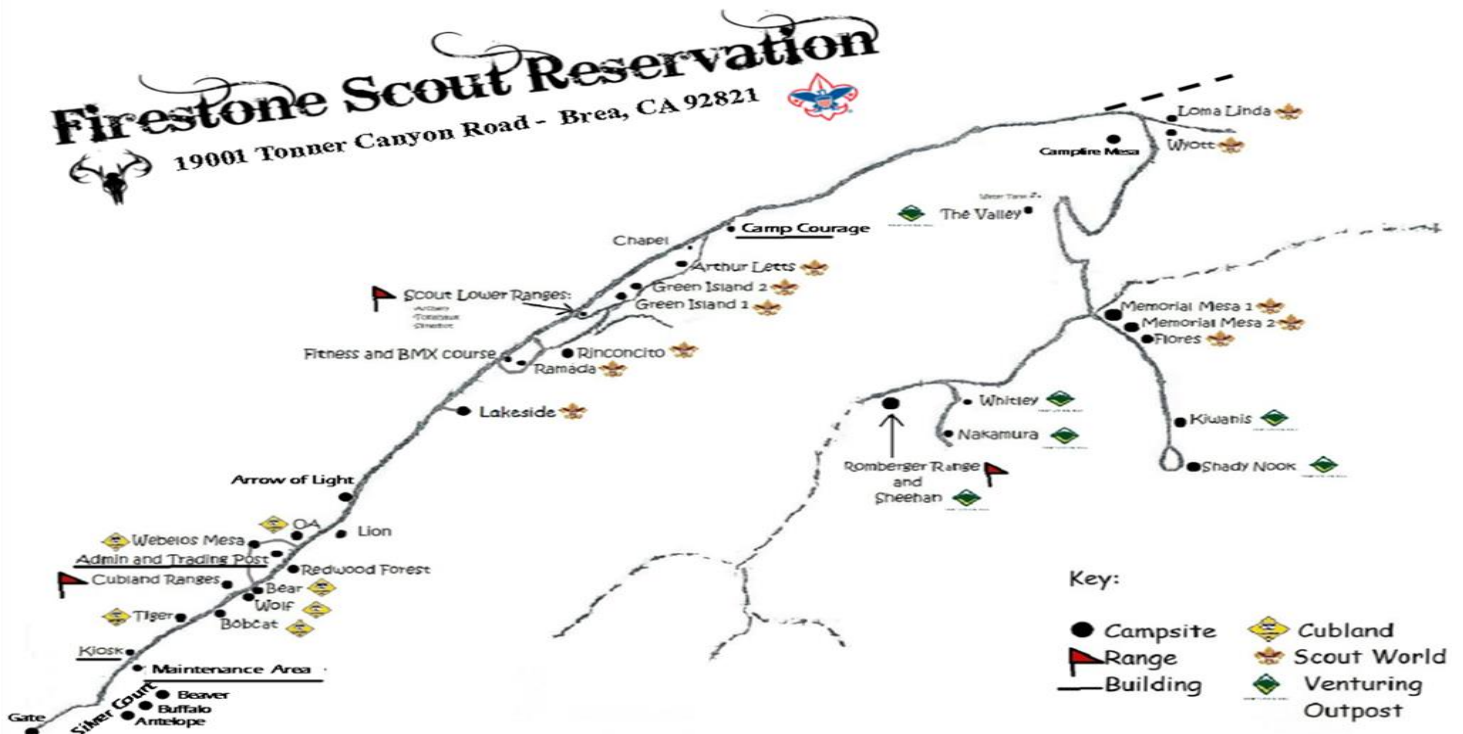 Firestone Scout Reservation
19001 Tonner Canyon Road - Brea, CA 92821
Loma Linda
Wyott
Campfire Mesa
Water Tank
The Valley
Camp Courage
Chapel
Arthur Letts
Scout Lower Ranges:
Green Island 2
Green Island 1
Memorial Mesa 1
Memorial Mesa 2
Flores
Fitness and BMX course
Rinconcito
Ramada
Lakeside
Whitley
Kiwanis
Nakamura
Romberger Range
and
Sheehan
Shady Nook
Arrow of Light
OA
Lion
Webelos Mesa
Admin and Trading Post
Redwood Forest
Cubland Ranges
Bear
Wolf
Tiger
Bobcat
Kiosk
Maintenance Area
Silver Court
Beaver
Buffalo
Antelope
Gate
Key:
Campsite
Range
Building
Cubland
Scout World
Venturing
Outpost